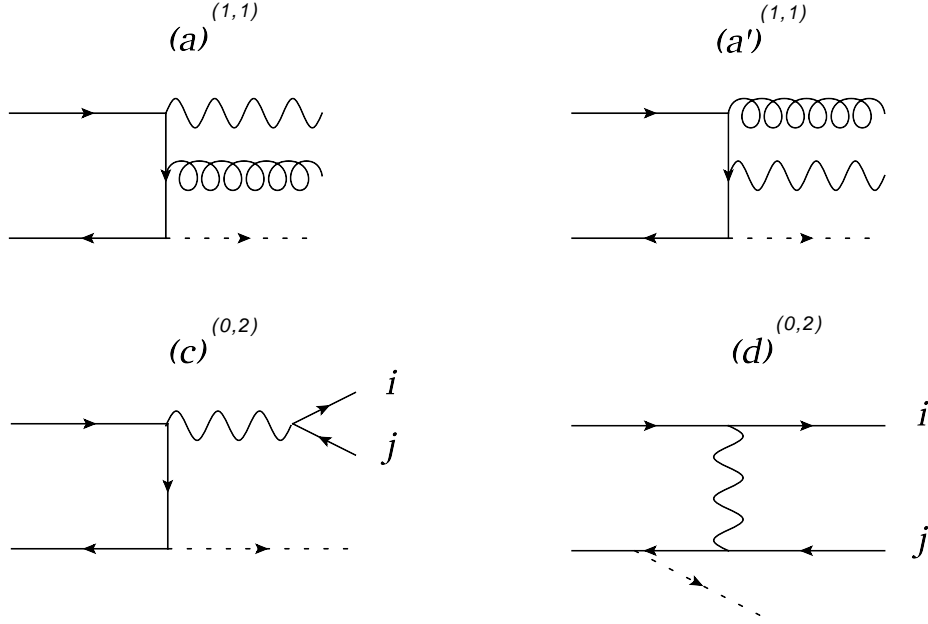 (a)(1,1)
(a')(1,1)
(c)(0,2)
i
j
(d)(0,2)
i
j